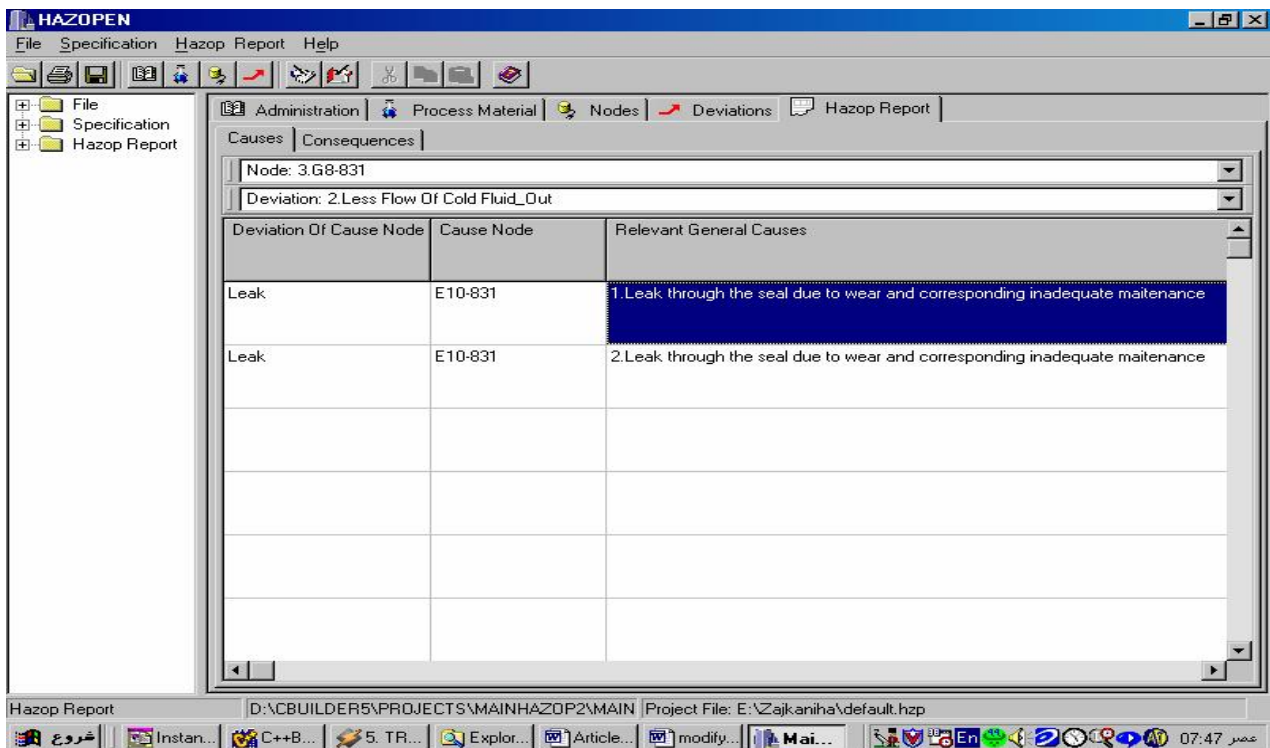 HAZOPEN
File Specification Hazop Report Help
File
Specification
Hazop Report
Administration Process Material Nodes Deviations Hazop Report
Causes Consequences
Node: 3.G8-831
Deviation: 2.Less Flow Of Cold Fluid_Out
Deviation Of Cause Node Cause Node Relevant General Causes
Leak E10-831 1.Leak through the seal due to wear and corresponding inadequate maitenance
Leak E10-831 2.Leak through the seal due to wear and corresponding inadequate maitenance
Hazop Report D:\CBUILDER5\PROJECTS\MAINHAZOP2\MAIN Project File: E:\Zajkaniha\default.hzp
شروع Instan... C++B... 5. TR... Explor... Article... modify... Mai... En 07:47 عصر